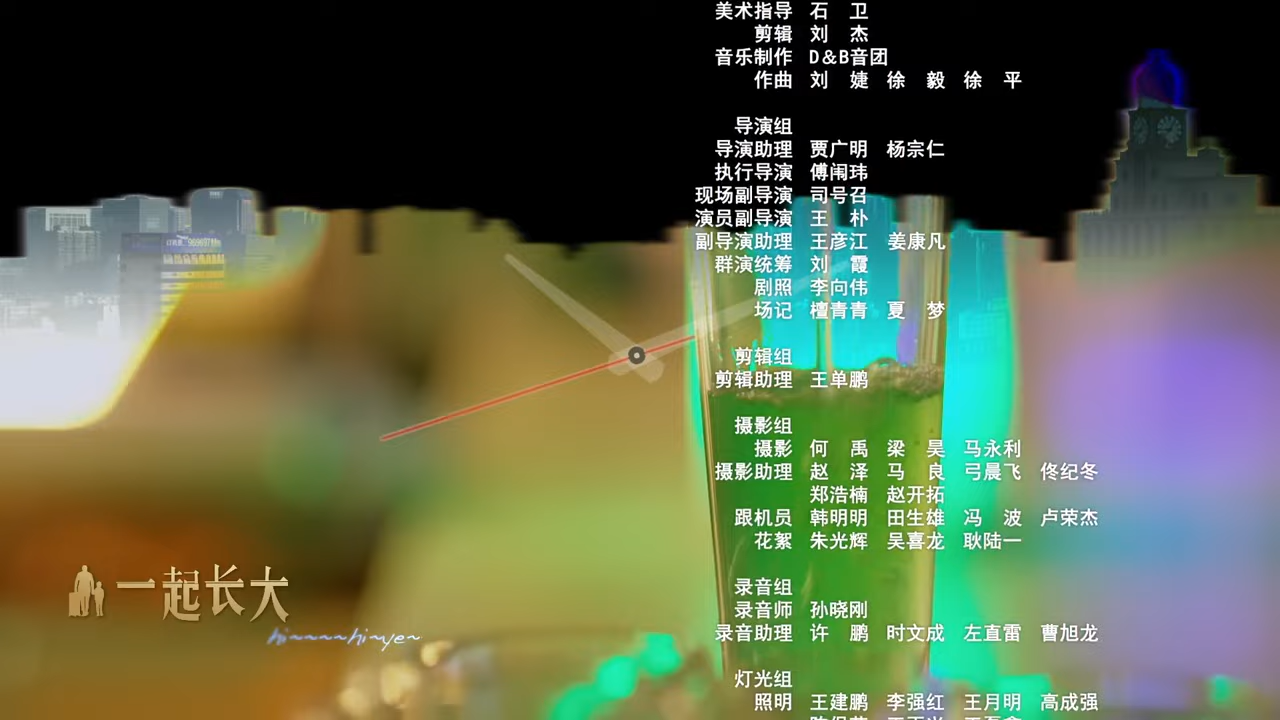 美术指导 石 卫
剪辑 刘 杰
音乐制作 D&B音团
作曲 刘 婕 徐 毅 徐 平
导演组
导演助理 贾广明 杨宗仁
执行导演 傅闹玮
现场副导演 司号召
演员副导演 王 朴
副导演助理 王彦江 姜康凡
群演统筹 刘 霞
剧照 李向伟
场记 檀青青 夏 梦
剪辑组
剪辑助理 王单鹏
摄影组
摄影 何 禹 梁 昊 马永利
摄影助理 赵 泽 马 良 弓晨飞 佟纪冬
郑浩楠 赵开拓
跟机员 韩明明 田生雄 冯 波 卢荣杰
花絮 朱光辉 吴喜龙 耿陆一
录音组
录音师 孙晓刚
录音助理 许 鹏 时文成 左直雷 曹旭龙
灯光组
照明 王建鹏 李强红 王月明 高成强
一起长大